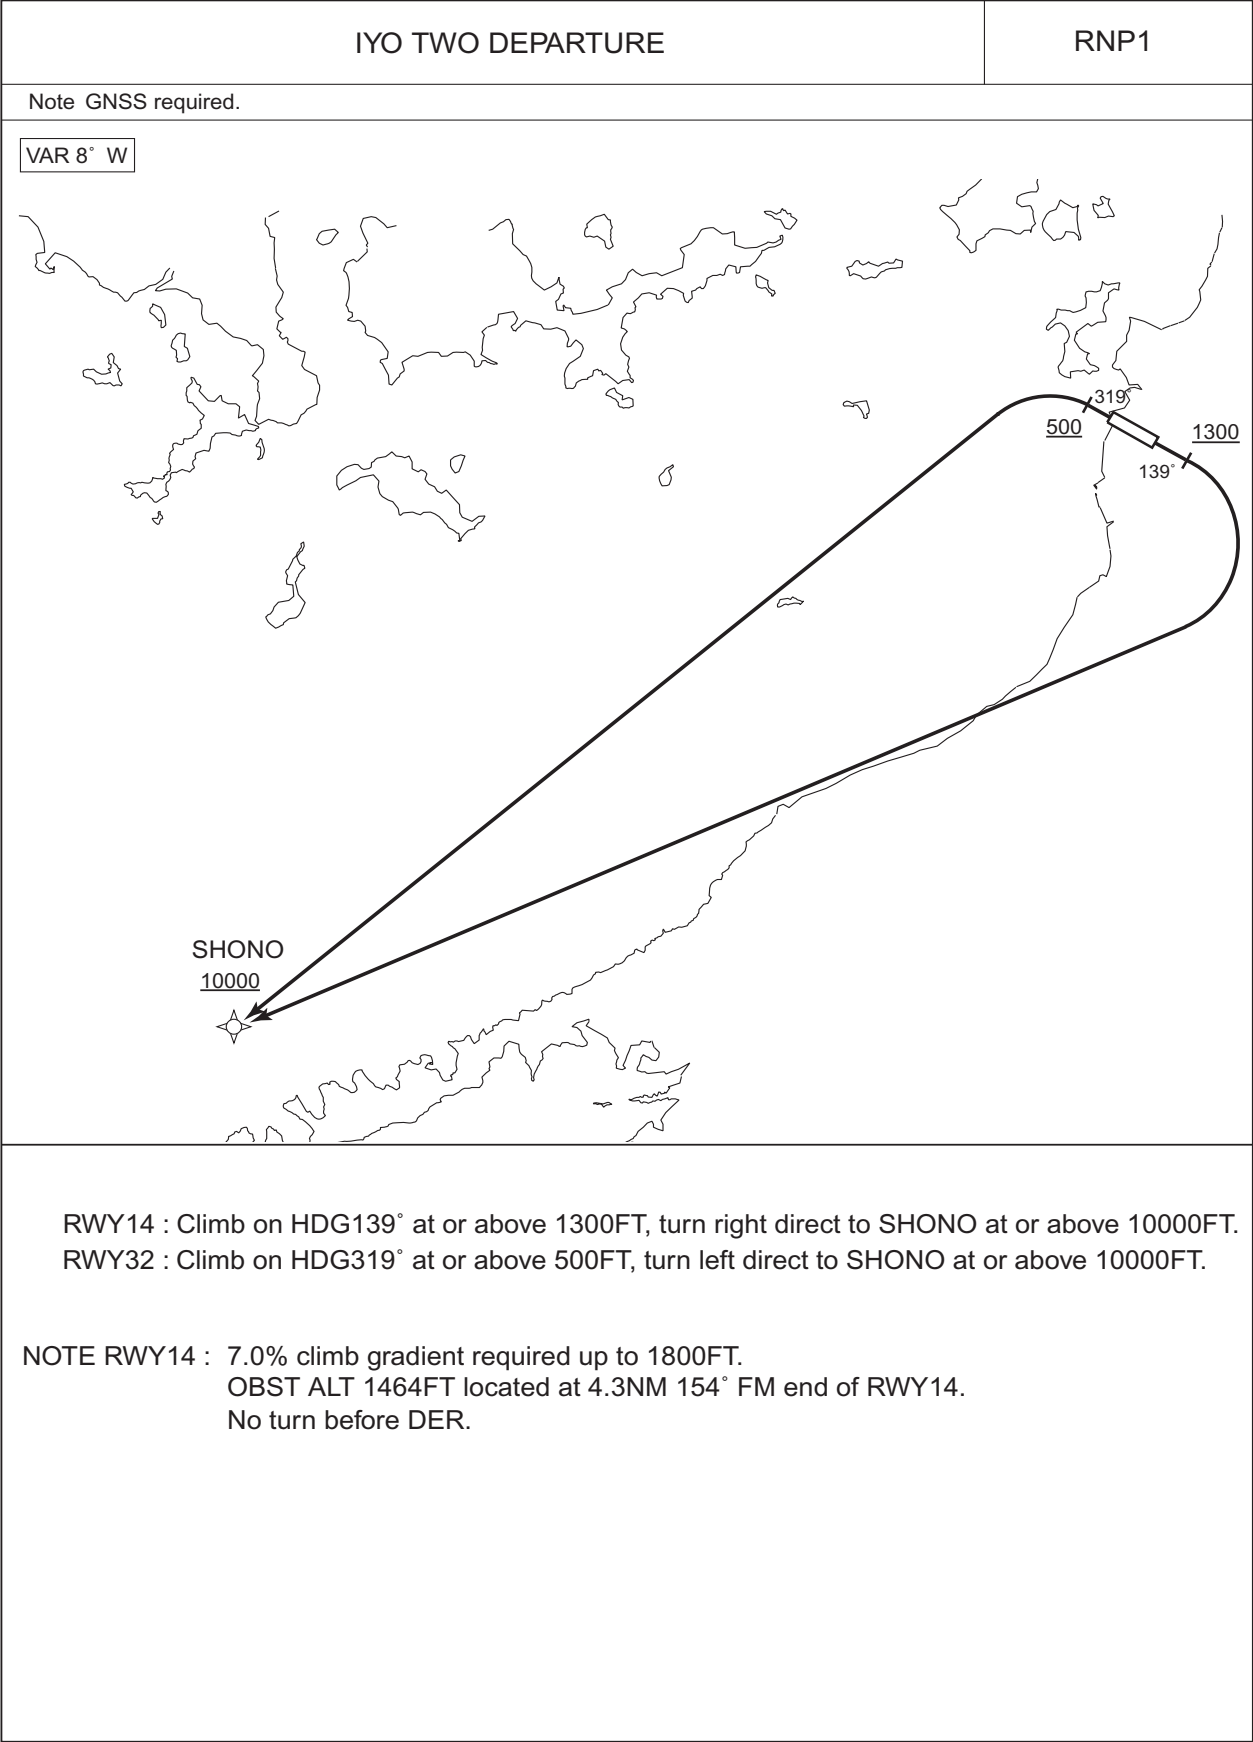 IYO TWO DEPARTURE
RNP1
Note GNSS required.
VAR 8˚ W
319˚
500
1300
139˚
SHONO
10000
RWY14 : Climb on HDG139˚ at or above 1300FT, turn right direct to SHONO at or above 10000FT.
RWY32 : Climb on HDG319˚ at or above 500FT, turn left direct to SHONO at or above 10000FT.
NOTE RWY14 : 7.0% climb gradient required up to 1800FT.
OBST ALT 1464FT located at 4.3NM 154˚ FM end of RWY14.
No turn before DER.